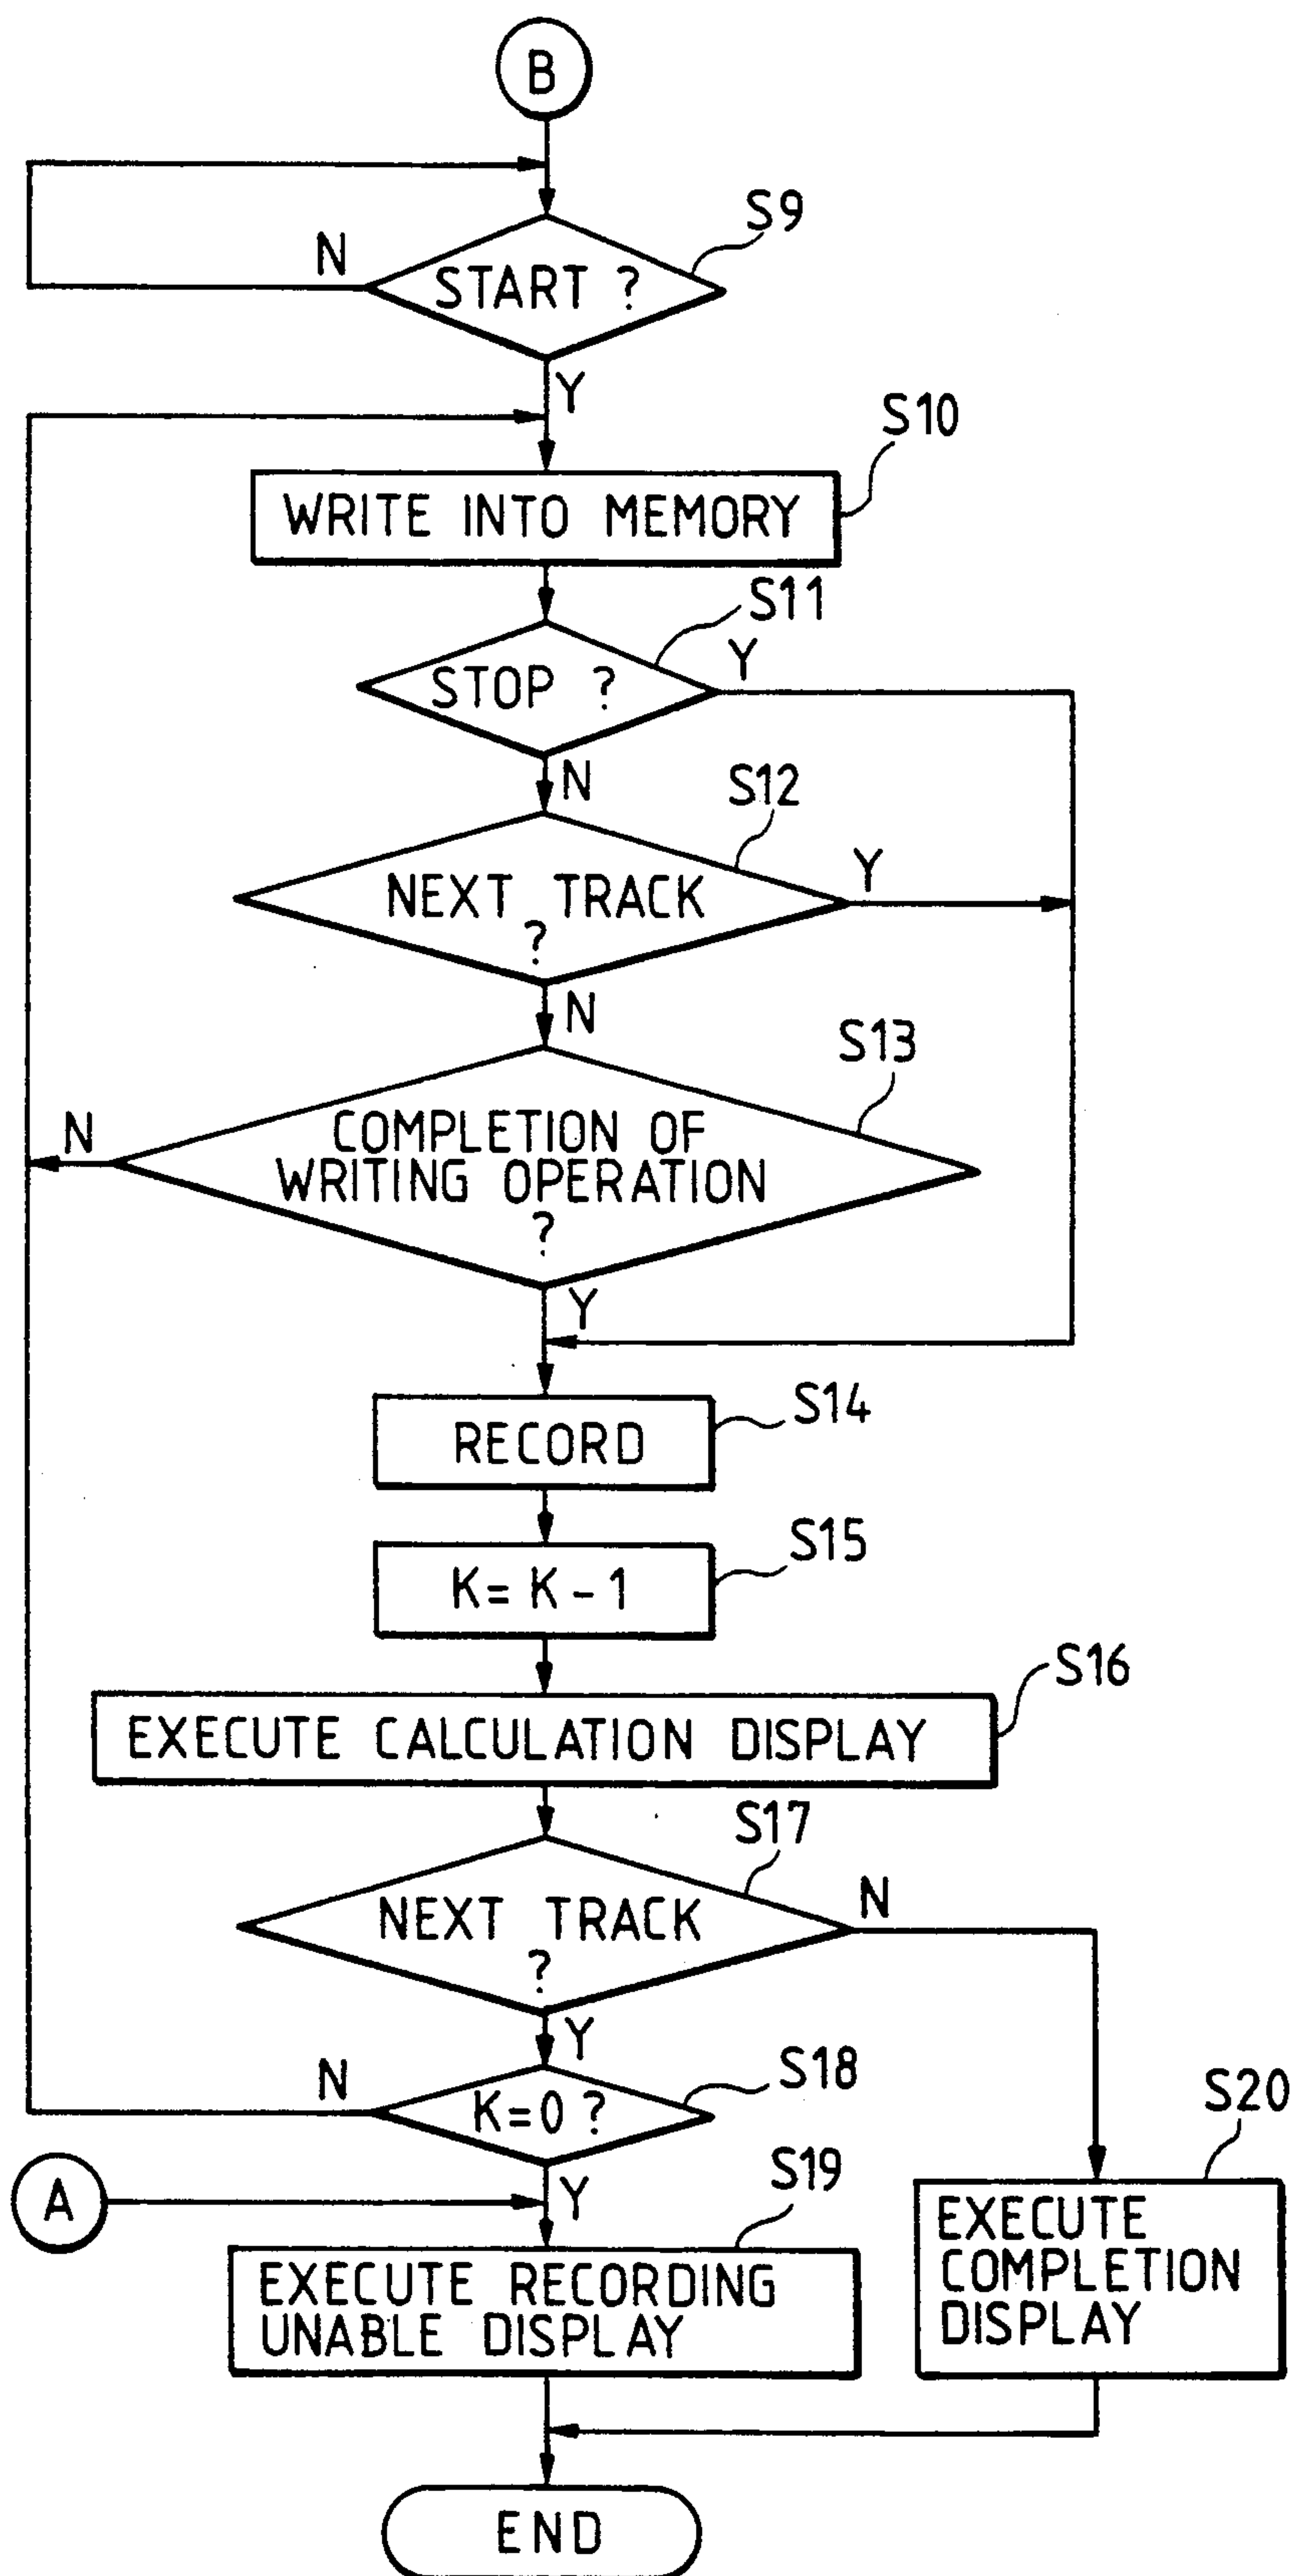 B
S9
N
START ?
Y
S10
WRITE INTO MEMORY
S11
STOP ?
Y
N
S12
NEXT TRACK
?
Y
N
S13
COMPLETION OF
WRITING OPERATION
?
N
Y
S14
RECORD
S15
K=K-1
S16
EXECUTE CALCULATION DISPLAY
S17
NEXT TRACK
?
N
Y
S18
K=0 ?
N
Y
A
S19
EXECUTE RECORDING
UNABLE DISPLAY
S20
EXECUTE
COMPLETION
DISPLAY
END